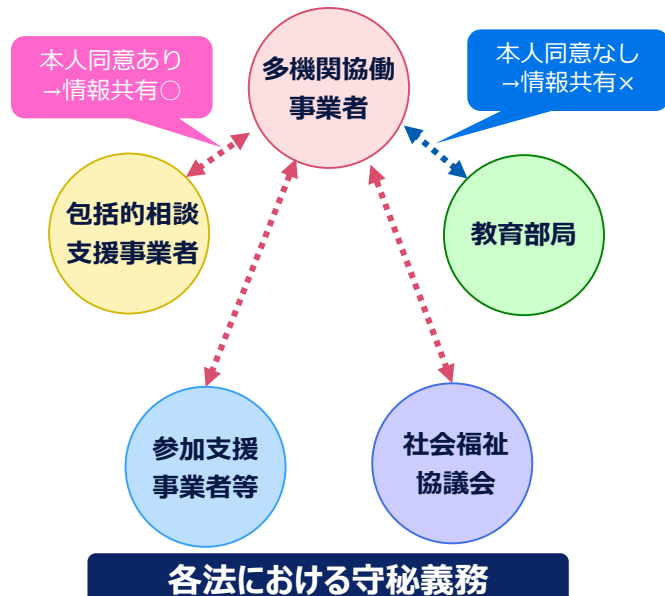 本人同意あり
→情報共有○
多機関協働
事業者
本人同意なし
→情報共有×
包括的相談
支援事業者
教育部局
参加支援
事業者等
社会福祉
協議会
各法における守秘義務